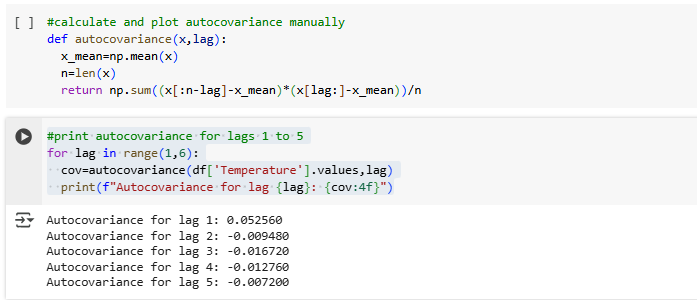 [ ] #calculate and plot autocovariance manually
def autocovariance(x,lag):
  x_mean=np.mean(x)
  n=len(x)
  return np.sum((x[:n-lag]-x_mean)*(x[lag:]-x_mean))/n
#print autocovariance for lags 1 to 5
for lag in range(1,6):
  cov=autocovariance(df['Temperature'].values,lag)
  print(f"Autocovariance for lag {lag}: {cov:4f}")
Autocovariance for lag 1: 0.052560
Autocovariance for lag 2: -0.009480
Autocovariance for lag 3: -0.016720
Autocovariance for lag 4: -0.012760
Autocovariance for lag 5: -0.007200